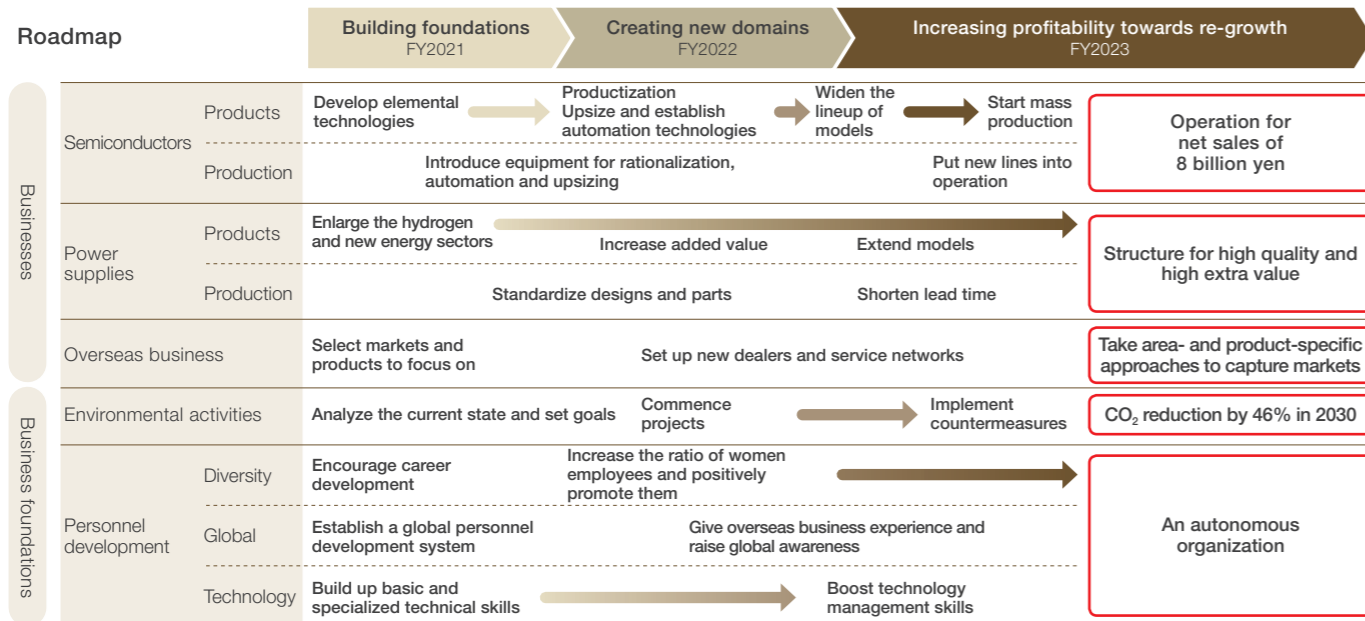 Roadmap
Building foundations
FY2021
Creating new domains
FY2022
Increasing profitability towards re-growth
FY2023
Businesses
Semiconductors
Products
Develop elemental
technologies
Productization
Upsize and establish
automation technologies
Widen the
lineup of
models
Start mass
production
Production
Introduce equipment for rationalization,
automation and upsizing
Put new lines into
operation
Operation for
net sales of
8 billion yen
Power
supplies
Products
Enlarge the hydrogen
and new energy sectors
Increase added value
Extend models
Production
Standardize designs and parts
Shorten lead time
Structure for high quality and
high extra value
Overseas business
Select markets and
products to focus on
Set up new dealers and service networks
Take area- and product-specific
approaches to capture markets
Business foundations
Environmental activities
Analyze the current state and set goals
Commence
projects
Implement
countermeasures
CO₂ reduction by 46% in 2030
Personnel
development
Diversity
Encourage career
development
Increase the ratio of women
employees and positively
promote them
Global
Establish a global personnel
development system
Give overseas business experience and
raise global awareness
Technology
Build up basic and
specialized technical skills
Boost technology
management skills
An autonomous
organization